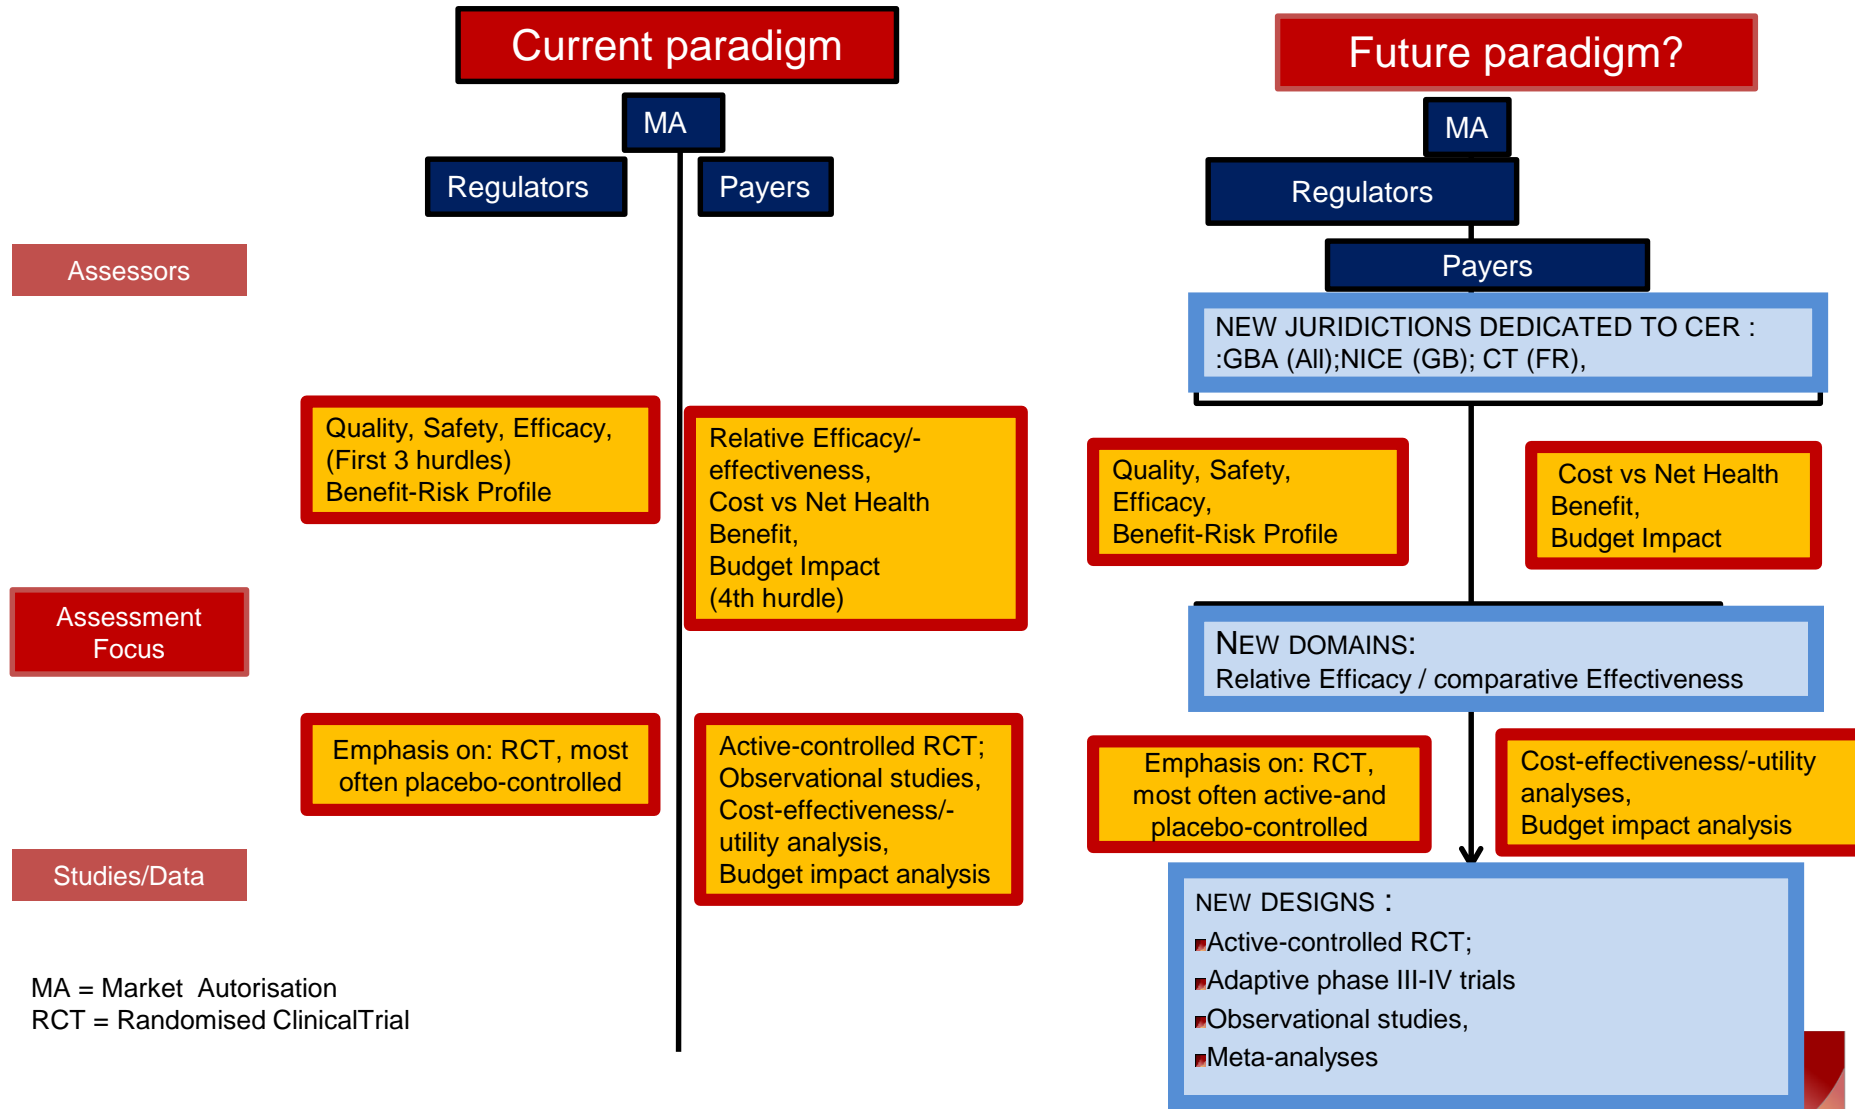 Current paradigm
MA
Regulators
Payers
Assessors
Quality, Safety, Efficacy,
(First 3 hurdles)
Benefit-Risk Profile
Relative Efficacy/-
effectiveness,
Cost vs Net Health
Benefit,
Budget Impact
(4th hurdle)
Assessment
Focus
Emphasis on: RCT, most
often placebo-controlled
Active-controlled RCT;
Observational studies,
Cost-effectiveness/-
utility analysis,
Budget impact analysis
Studies/Data
MA = Market  Autorisation
RCT = Randomised ClinicalTrial
Future paradigm?
MA
Regulators
Payers
NEW JURIDICTIONS DEDICATED TO CER :
:GBA (All);NICE (GB); CT (FR),
Quality, Safety,
Efficacy,
Benefit-Risk Profile
Cost vs Net Health
Benefit,
Budget Impact
NEW DOMAINS:
Relative Efficacy / comparative Effectiveness
Emphasis on: RCT,
most often active-and
placebo-controlled
Cost-effectiveness/-utility
analyses,
Budget impact analysis
NEW DESIGNS :
Active-controlled RCT;
Adaptive phase III-IV trials
Observational studies,
Meta-analyses